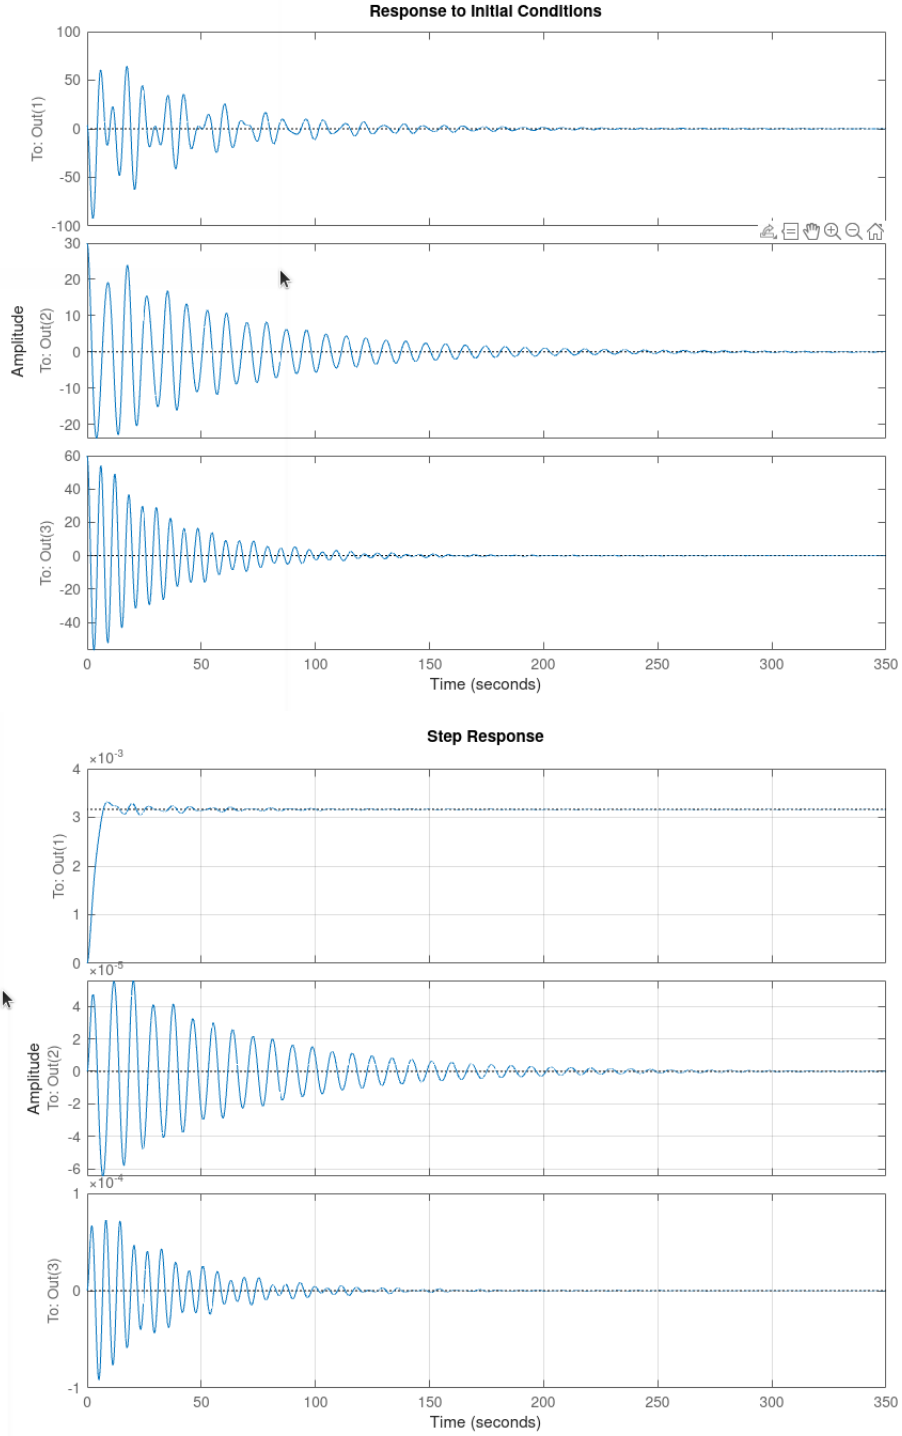 Response to Initial Conditions
100
50
0
-50
-100
To: Out(1)
30
20
10
0
-10
-20
To: Out(2)
Amplitude
60
40
20
0
-20
-40
To: Out(3)
0 50 100 150 200 250 300 350
Time (seconds)
Step Response
×10-3
4
3
2
1
0
To: Out(1)
×10-5
4
2
0
-2
-4
-6
To: Out(2)
Amplitude
×10-4
1
0
-1
To: Out(3)
0 50 100 150 200 250 300 350
Time (seconds)